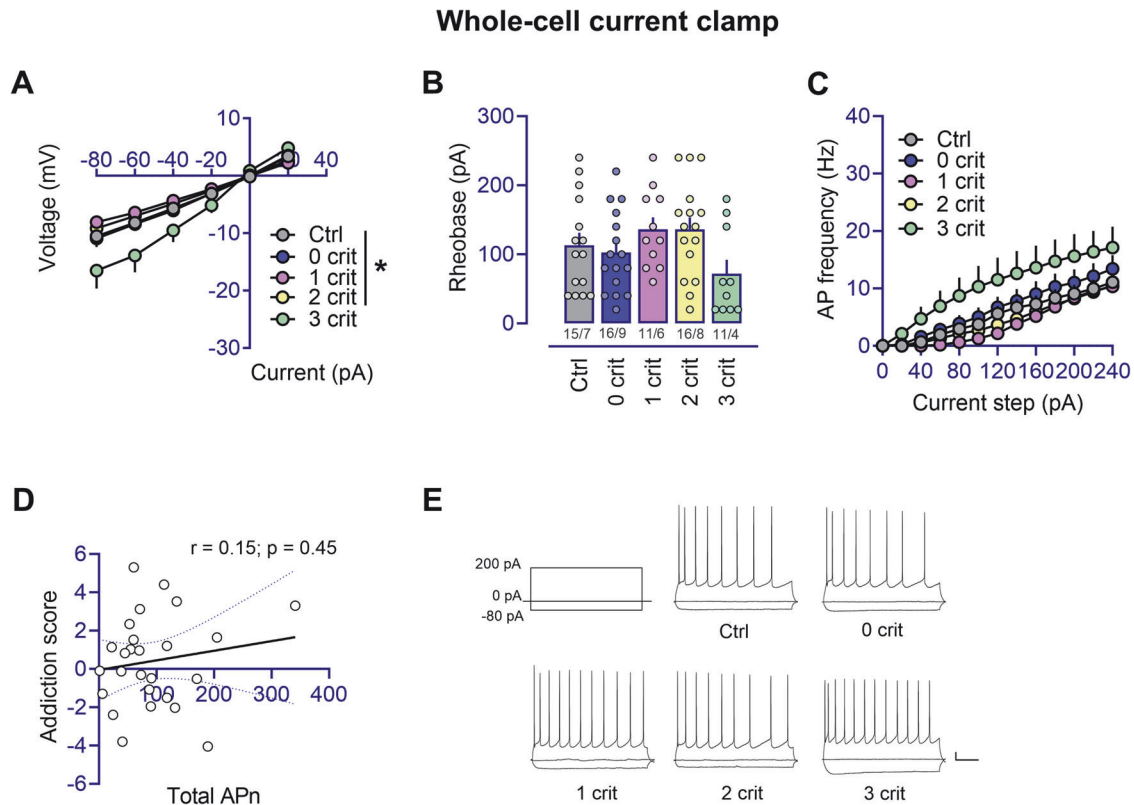 Whole-cell current clamp
A
Voltage (mV)
10
-80 -60 -40 -20 20 40
-10
-20
-30
Current (pA)
Ctrl
0 crit
1 crit
2 crit
3 crit
*
B
Rheobase (pA)
300
200
100
0
15/7 16/9 11/6 16/8 11/4
Ctrl
0 crit
1 crit
2 crit
3 crit
C
AP frequency (Hz)
40
30
20
10
0
Ctrl
0 crit
1 crit
2 crit
3 crit
0 40 80 120 160 200 240
Current step (pA)
D
r = 0.15; p = 0.45
Addiction score
6
4
2
0
-2
-4
-6
100 200 300 400
Total APn
E
200 pA
0 pA
-80 pA
Ctrl
0 crit
1 crit
2 crit
3 crit